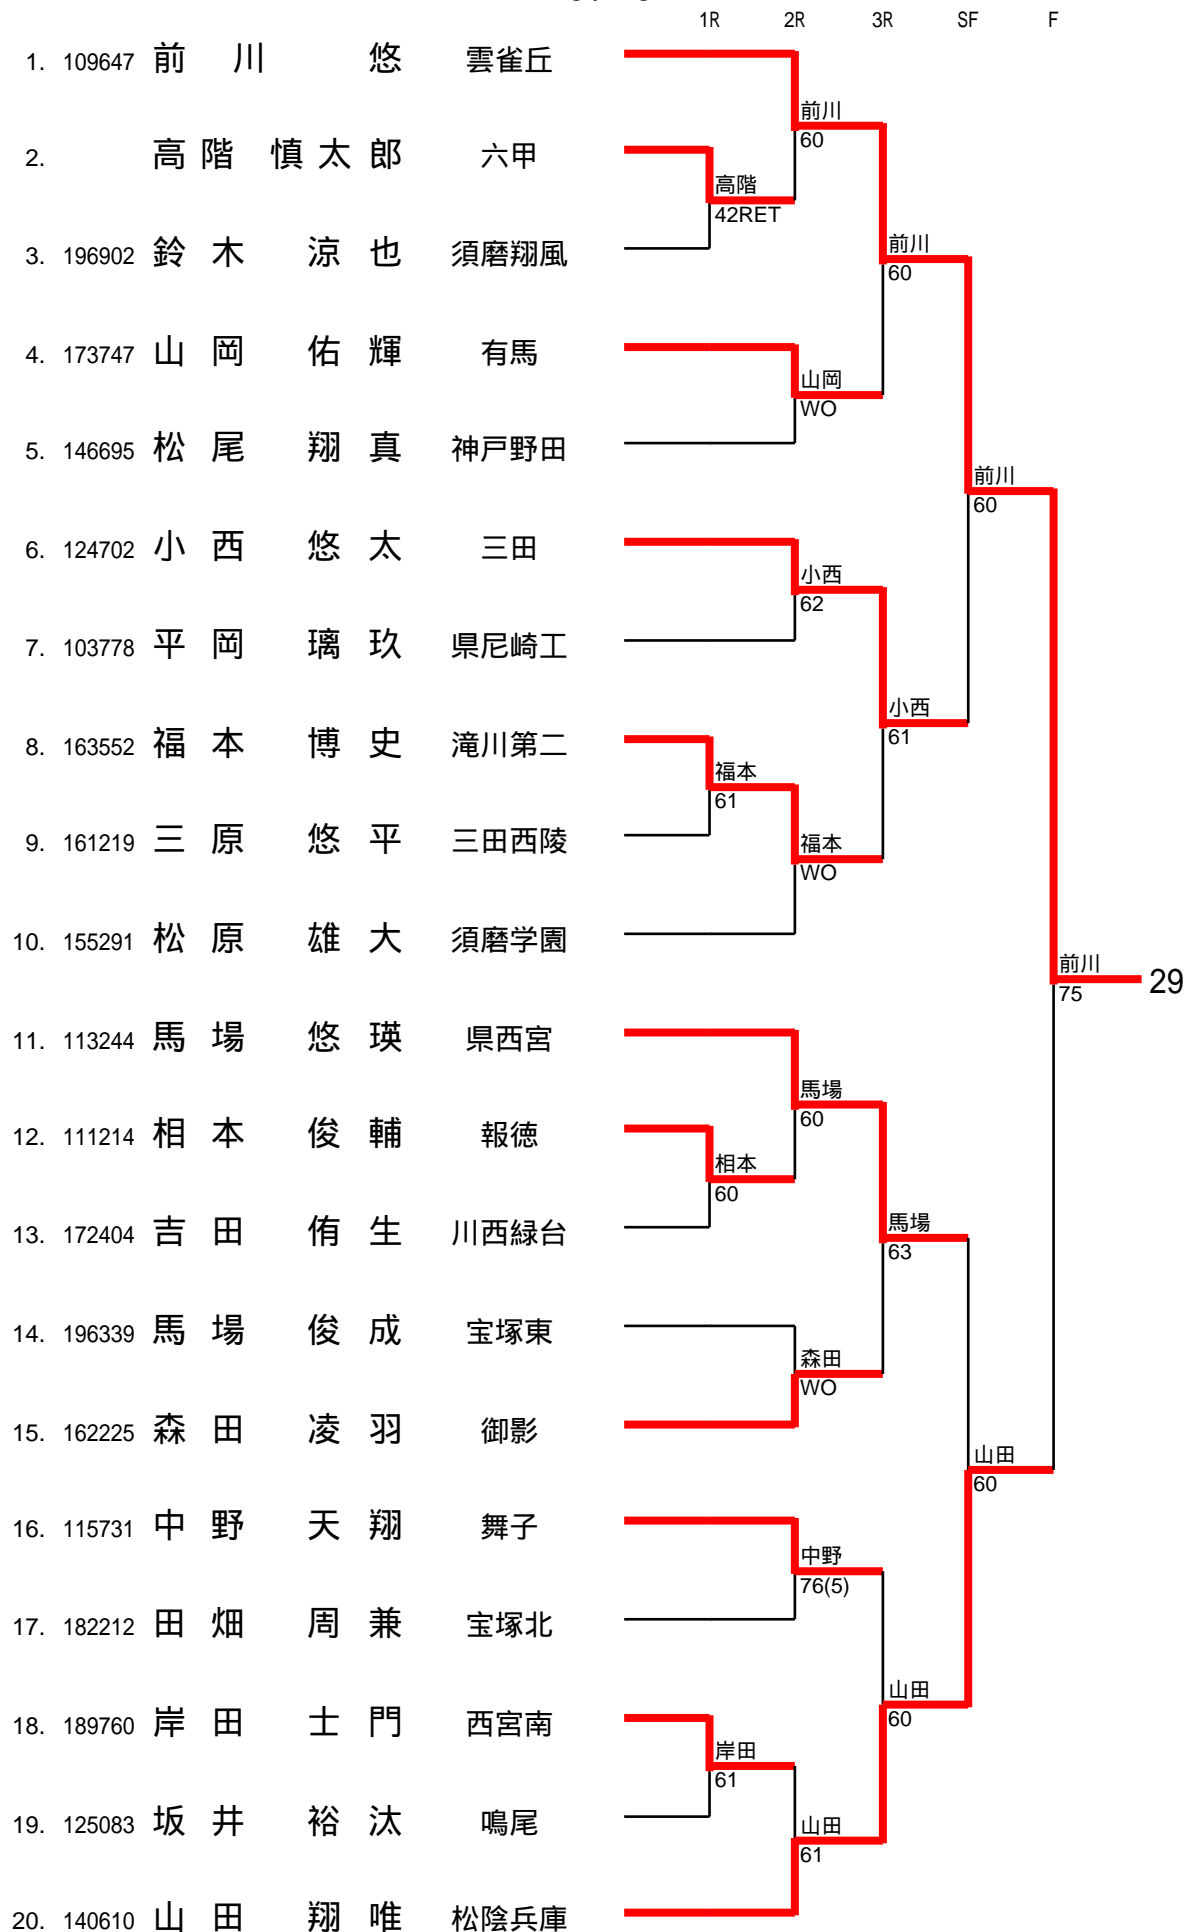 1R 2R 3R SF F
1. 109647 前川 悠 雲雀丘
前川
60
2. 高階 慎太郎 六甲
高階
42RET
3. 196902 鈴木 涼也 須磨翔風
前川
60
4. 173747 山岡 佑輝 有馬
山岡
WO
5. 146695 松尾 翔真 神戸野田
前川
60
6. 124702 小西 悠太 三田
小西
62
7. 103778 平岡 璃玖 県尼崎工
小西
61
8. 163552 福本 博史 滝川第二
福本
61
9. 161219 三原 悠平 三田西陵
福本
WO
10. 155291 松原 雄大 須磨学園
前川
75
29
11. 113244 馬場 悠瑛 県西宮
馬場
60
12. 111214 相本 俊輔 報徳
相本
60
13. 172404 吉田 侑生 川西緑台
馬場
63
14. 196339 馬場 俊成 宝塚東
森田
WO
15. 162225 森田 凌羽 御影
山田
60
16. 115731 中野 天翔 舞子
中野
76(5)
17. 182212 田畑 周兼 宝塚北
山田
60
18. 189760 岸田 士門 西宮南
岸田
61
19. 125083 坂井 裕汰 鳴尾
山田
61
20. 140610 山田 翔唯 松陰兵庫